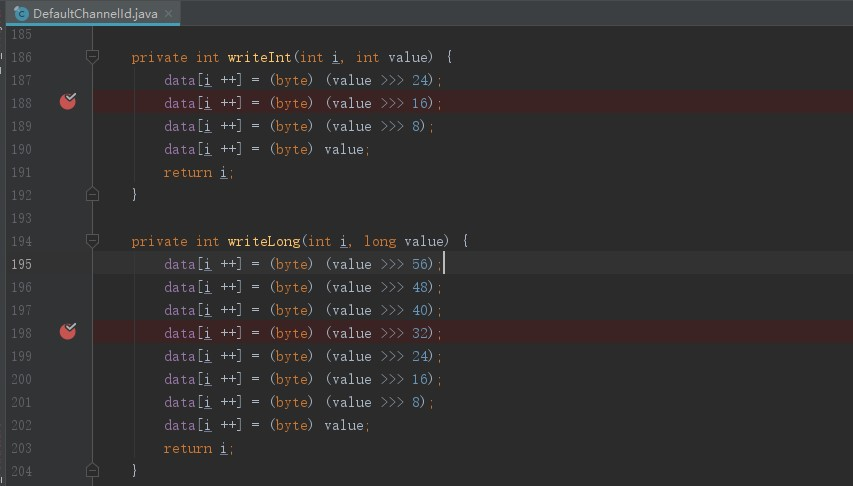 DefaultChannelId.java ×
185
186 private int writeInt(int i, int value) {
187 data[i ++] = (byte) (value >>> 24);
188 data[i ++] = (byte) (value >>> 16);
189 data[i ++] = (byte) (value >>> 8);
190 data[i ++] = (byte) value;
191 return i;
192 }
193
194 private int writeLong(int i, long value) {
195 data[i ++] = (byte) (value >>> 56);
196 data[i ++] = (byte) (value >>> 48);
197 data[i ++] = (byte) (value >>> 40);
198 data[i ++] = (byte) (value >>> 32);
199 data[i ++] = (byte) (value >>> 24);
200 data[i ++] = (byte) (value >>> 16);
201 data[i ++] = (byte) (value >>> 8);
202 data[i ++] = (byte) value;
203 return i;
204 }